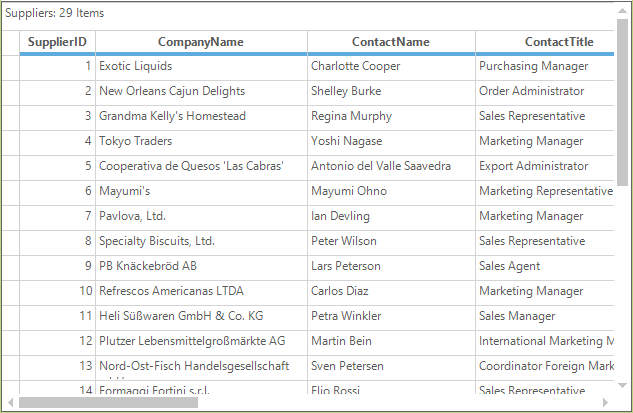 Suppliers: 29 Items
SupplierID CompanyName ContactName ContactTitle
1 Exotic Liquids Charlotte Cooper Purchasing Manager
2 New Orleans Cajun Delights Shelley Burke Order Administrator
3 Grandma Kelly's Homestead Regina Murphy Sales Representative
4 Tokyo Traders Yoshi Nagase Marketing Manager
5 Cooperativa de Quesos 'Las Cabras' Antonio del Valle Saavedra Export Administrator
6 Mayumi's Mayumi Ohno Marketing Representative
7 Pavlova, Ltd. Ian Devling Marketing Manager
8 Specialty Biscuits, Ltd. Peter Wilson Sales Representative
9 PB Knäckebröd AB Lars Peterson Sales Agent
10 Refrescos Americanas LTDA Carlos Diaz Marketing Manager
11 Heli Süßwaren GmbH & Co. KG Petra Winkler Sales Manager
12 Plutzer Lebensmittelgroßmärkte AG Martin Bein International Marketing M
13 Nord-Ost-Fisch Handelsgesellschaft Sven Petersen Coordinator Foreign Mark
14 Formaggi Fortini s.r.l. Elio Rossi Sales Representative